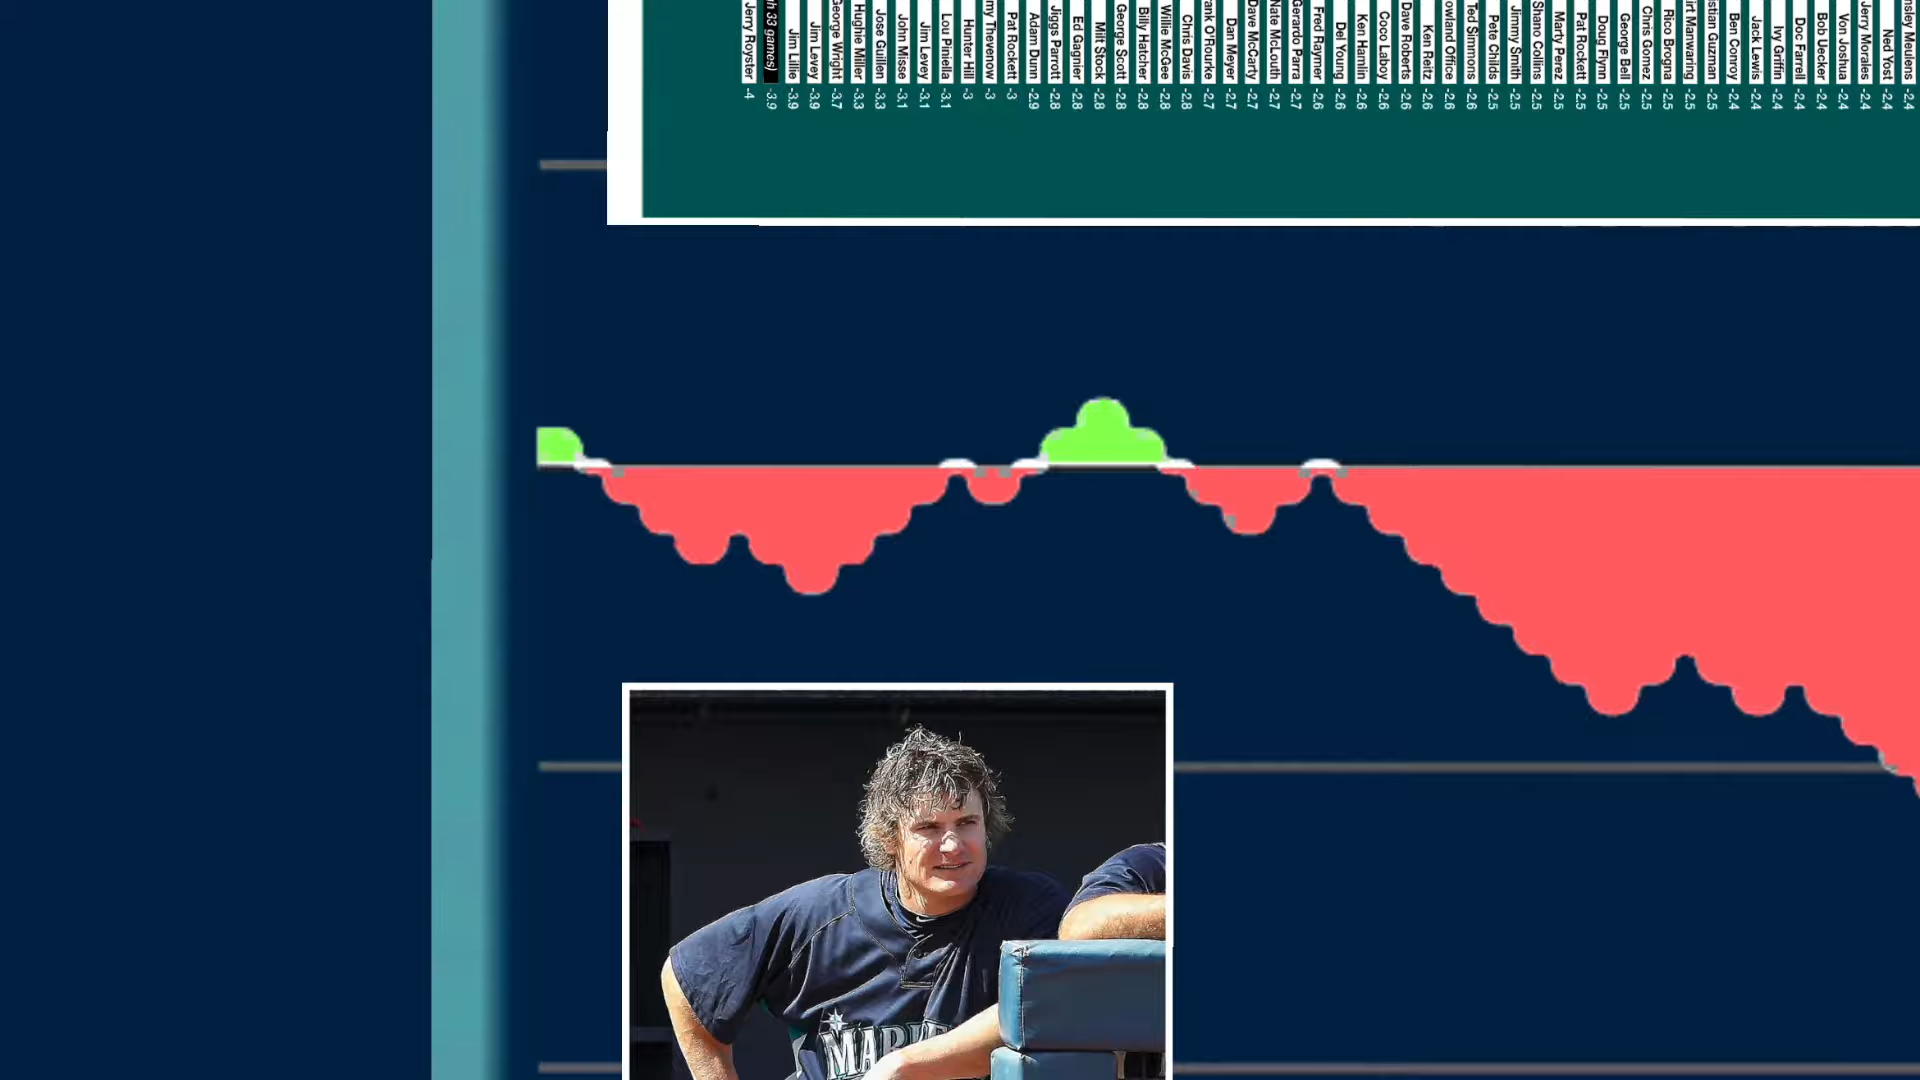 Jerry Royster -4
h 33 games) -3.9
Jim Lillie -3.9
Jim Levey -3.9
George Wright -3.7
Hughie Miller -3.3
Jose Guillen -3.3
John Misse -3.1
Jim Levey -3.1
Lou Piniella -3.1
Hunter Hill -3
my Thevenow -3
Pat Rockett -3
Adam Dunn -2.9
Jiggs Parrott -2.8
Ed Gagnier -2.8
Milt Stock -2.8
George Scott -2.8
Billy Hatcher -2.8
Willie McGee -2.8
Chris Davis -2.8
ank O'Rourke -2.7
Dan Meyer -2.7
Dave McCarty -2.7
Nate McLouth -2.7
Gerardo Parra -2.7
Fred Raymer -2.6
Del Young -2.6
Ken Hamlin -2.6
Coco Laboy -2.6
Dave Roberts -2.6
Ken Reitz -2.6
owland Office -2.6
Ted Simmons -2.6
Pete Childs -2.5
Jimmy Smith -2.5
Shano Collins -2.5
Marty Perez -2.5
Pat Rockett -2.5
Doug Flynn -2.5
George Bell -2.5
Chris Gomez -2.5
Rico Brogna -2.5
irt Manwaring -2.5
stian Guzman -2.5
Ben Conroy -2.4
Jack Lewis -2.4
Ivy Griffin -2.4
Doc Farrell -2.4
Bob Uecker -2.4
Von Joshua -2.4
Jerry Morales -2.4
Ned Yost -2.4
nsley Meulens -2.4
MARI